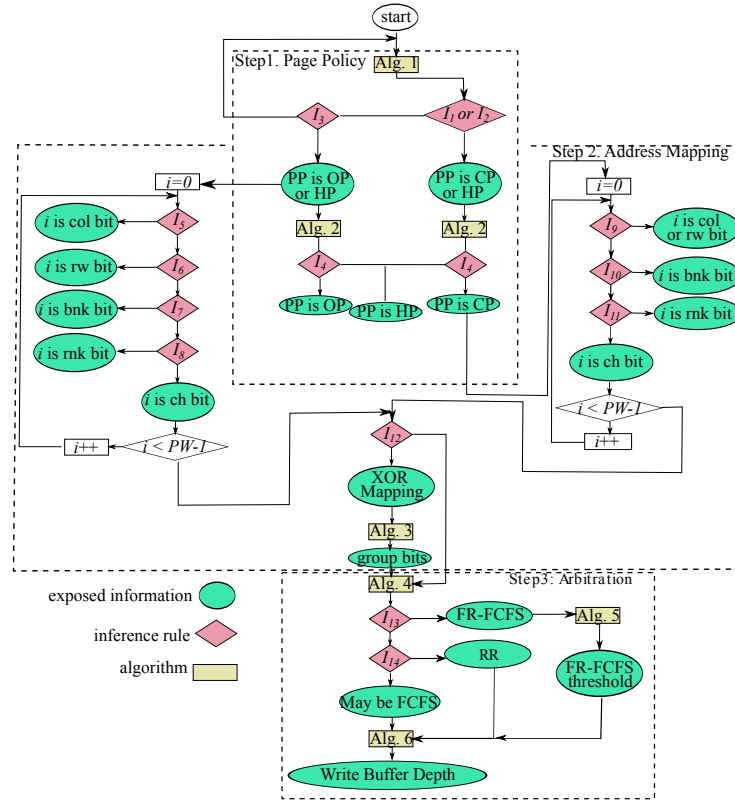 start
Step1. Page Policy
Alg. 1
I3
I1 or I2
Step 2. Address Mapping
PP is OP
or HP
PP is CP
or HP
i=0
i=0
Alg. 2
Alg. 2
I5
i is col bit
I9
i is col
or rw bit
I4
I4
I6
i is rw bit
I10
i is bnk bit
PP is OP
PP is HP
PP is CP
I7
i is bnk bit
I11
i is rnk bit
I8
i is rnk bit
i is ch bit
i is ch bit
i < PW-1
i++
i < PW-1
i++
I12
XOR
Mapping
Alg. 3
group bits
Alg. 4
Step3: Arbitration
exposed information
inference rule
algorithm
I13
FR-FCFS
Alg. 5
I14
RR
FR-FCFS
threshold
May be FCFS
Alg. 6
Write Buffer Depth